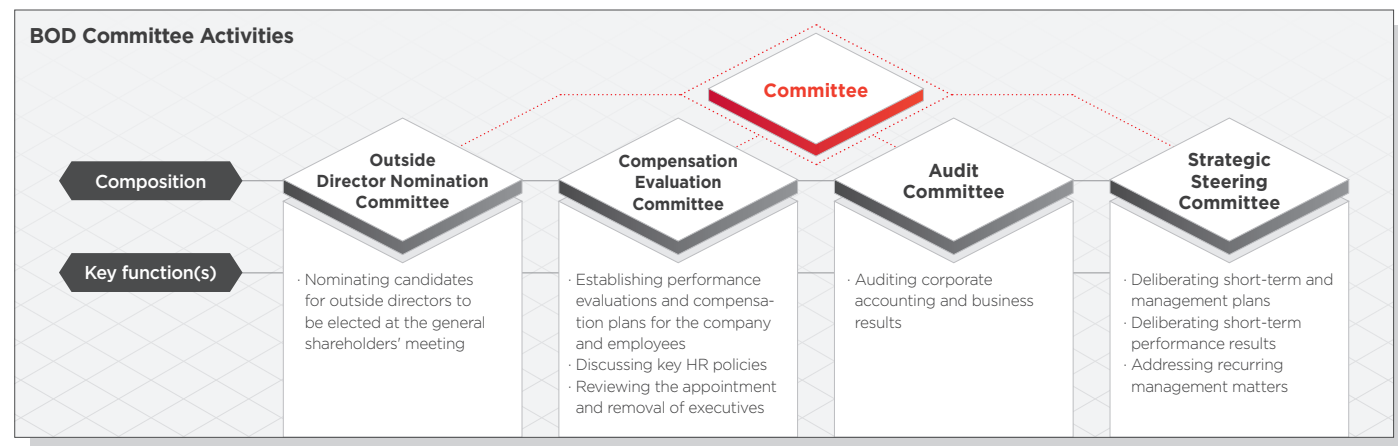 BOD Committee Activities
Committee
Composition
Outside
Director Nomination
Committee
Compensation
Evaluation
Committee
Audit
Committee
Strategic
Steering
Committee
Key function(s)
· Nominating candidates
for outside directors to
be elected at the general
shareholders' meeting
· Establishing performance
evaluations and compensa-
tion plans for the company
and employees
· Discussing key HR policies
· Reviewing the appointment
and removal of executives
· Auditing corporate
accounting and business
results
· Deliberating short-term and
management plans
· Deliberating short-term
performance results
· Addressing recurring
management matters